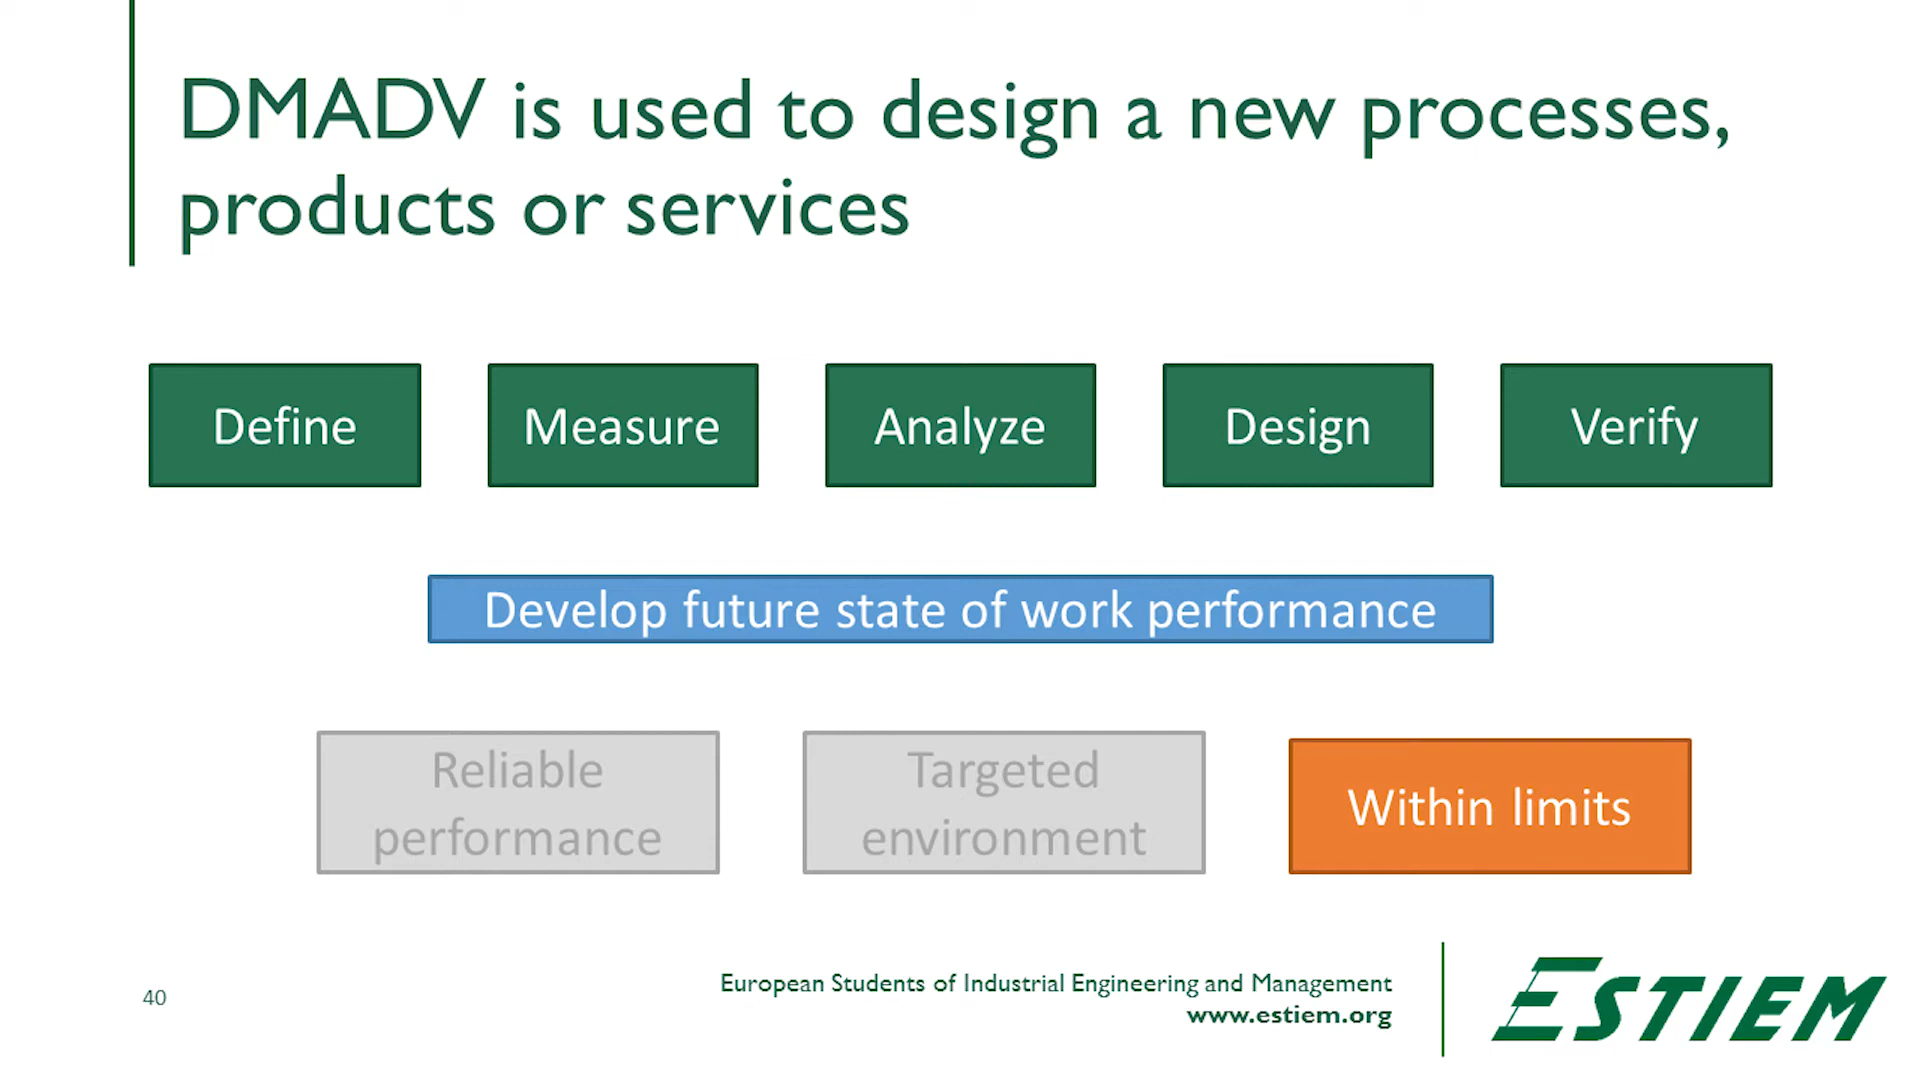 DMADV is used to design a new processes,
products or services
Define
Measure
Analyze
Design
Verify
Develop future state of work performance
Reliable
performance
Targeted
environment
Within limits
40
European Students of Industrial Engineering and Management
www.estiem.org
ESTIEM